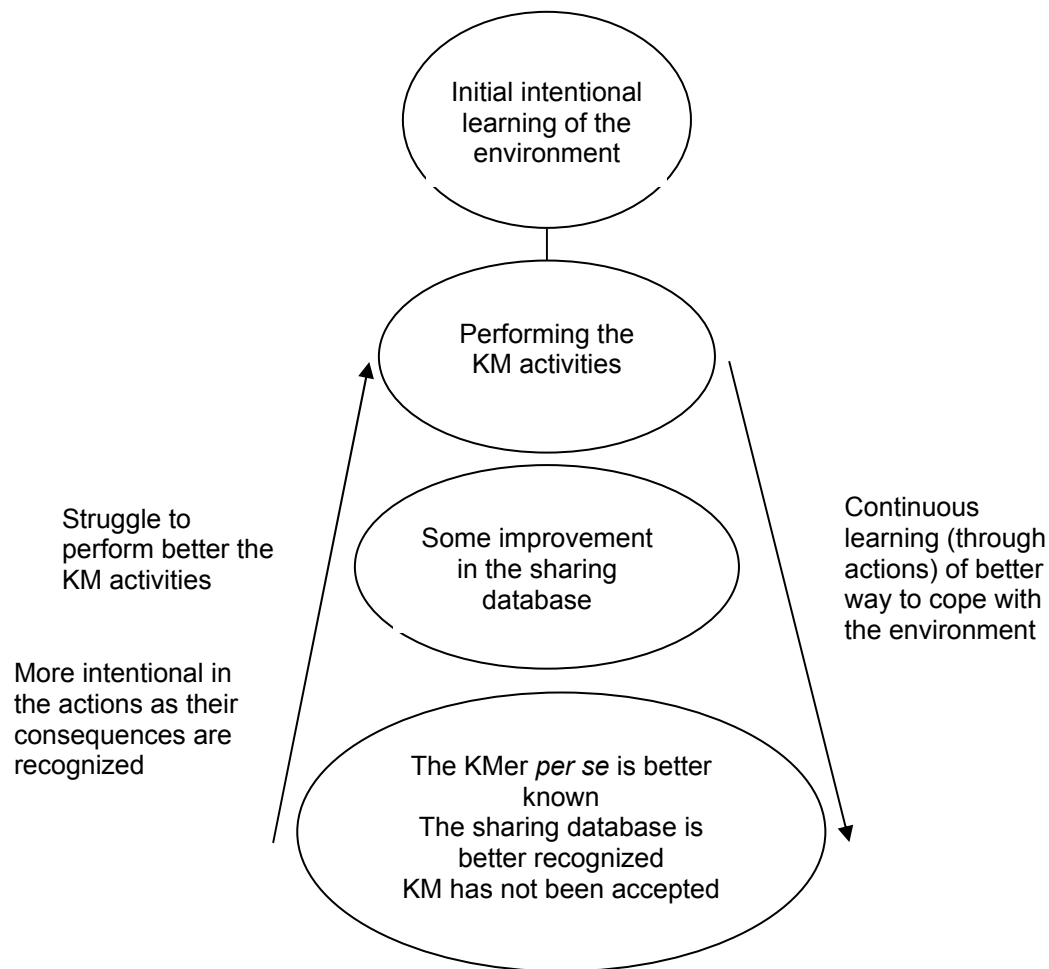 Initial intentional
learning of the
environment
Performing the
KM activities
Struggle to
perform better the
KM activities
Some improvement
in the sharing
database
Continuous
learning (through
actions) of better
way to cope with
the environment
More intentional in
the actions as their
consequences are
recognized
The KMer per se is better
known
The sharing database is
better recognized
KM has not been accepted